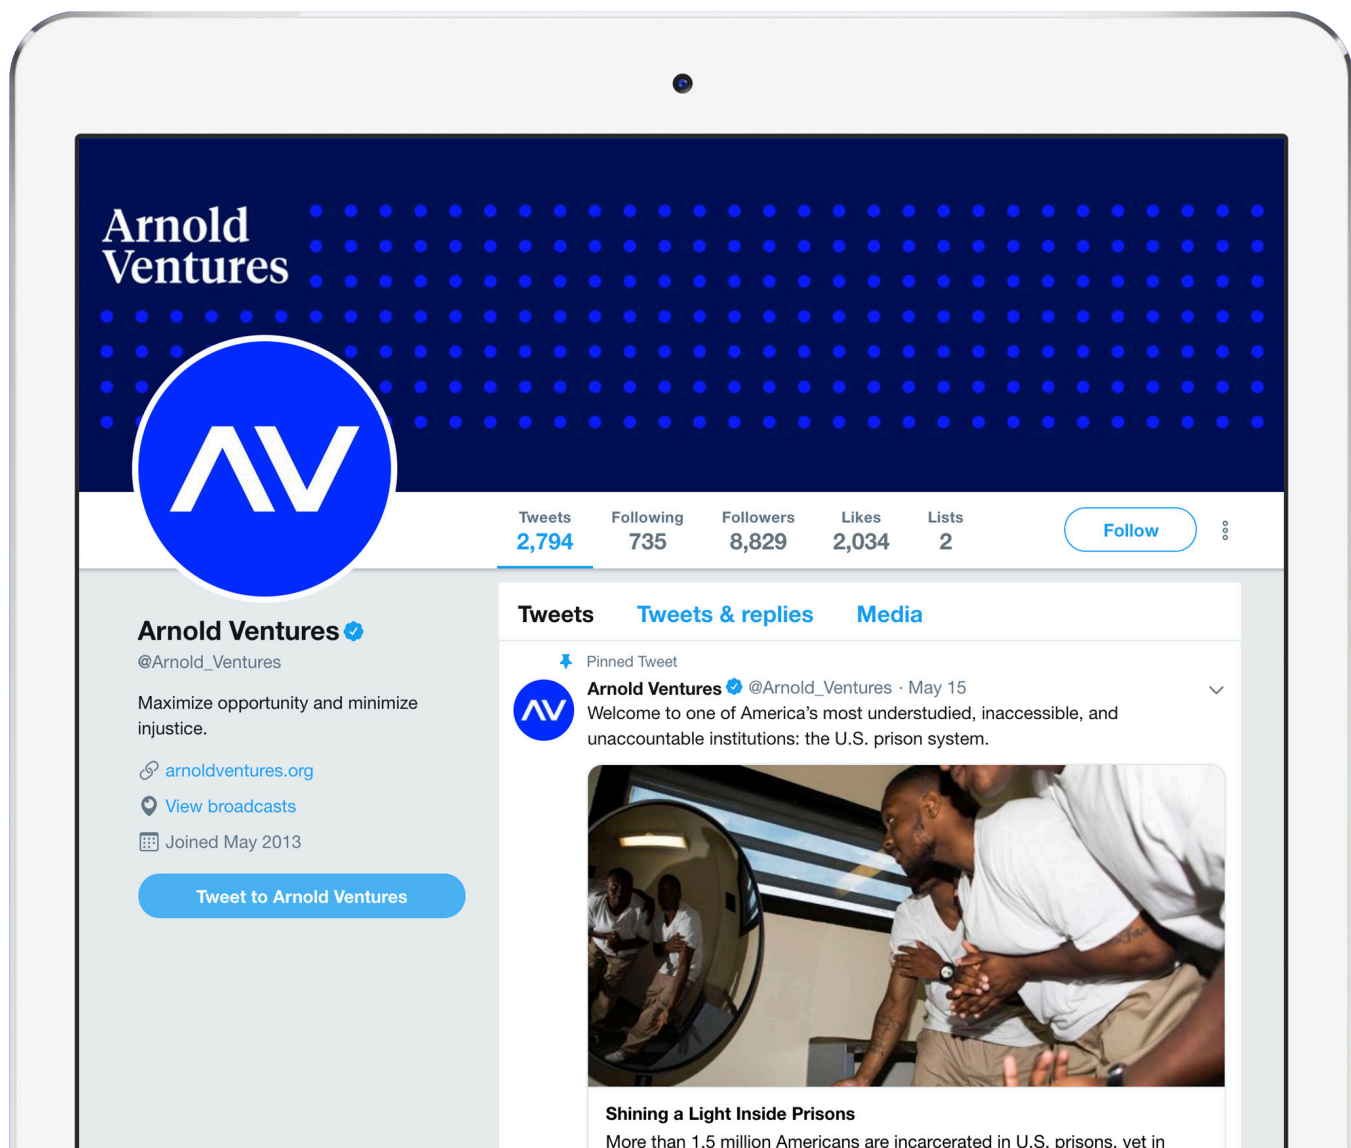 Arnold
Ventures
AV
Tweets
2,794
Following
735
Followers
8,829
Likes
2,034
Lists
2
Follow
Arnold Ventures
@Arnold_Ventures
Maximize opportunity and minimize
injustice.
arnoldventures.org
View broadcasts
Joined May 2013
Tweet to Arnold Ventures
Tweets Tweets & replies Media
Pinned Tweet
AV
Arnold Ventures @Arnold_Ventures · May 15
Welcome to one of America’s most understudied, inaccessible, and
unaccountable institutions: the U.S. prison system.
Shining a Light Inside Prisons
More than 1.5 million Americans are incarcerated in U.S. prisons, yet in